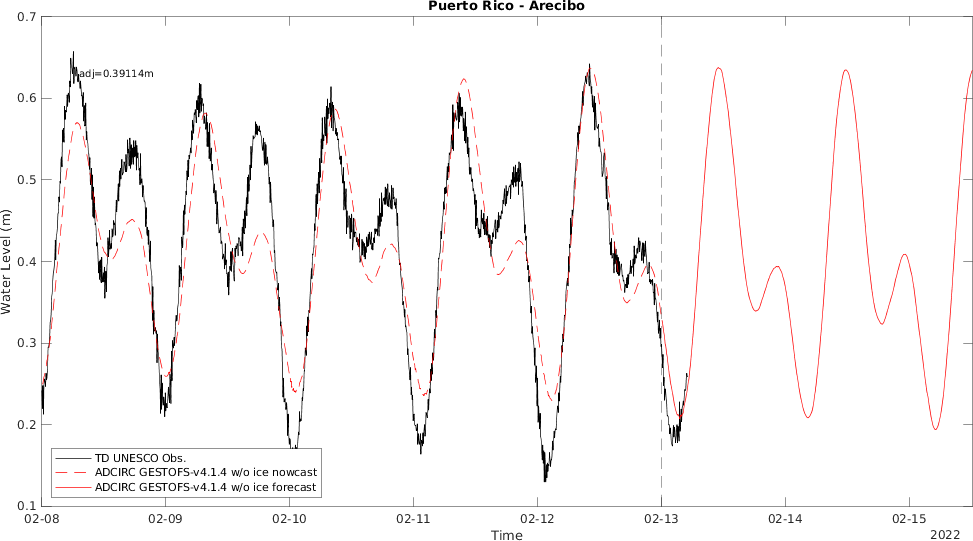 Puerto Rico - Arecibo
0.7
0.6
0.5
0.4
0.3
0.2
0.1
Water Level (m)
adj=0.39114m
TD UNESCO Obs.
ADCIRC GESTOFS-v4.1.4 w/o ice nowcast
ADCIRC GESTOFS-v4.1.4 w/o ice forecast
02-08 02-09 02-10 02-11 02-12 02-13 02-14 02-15
Time
2022